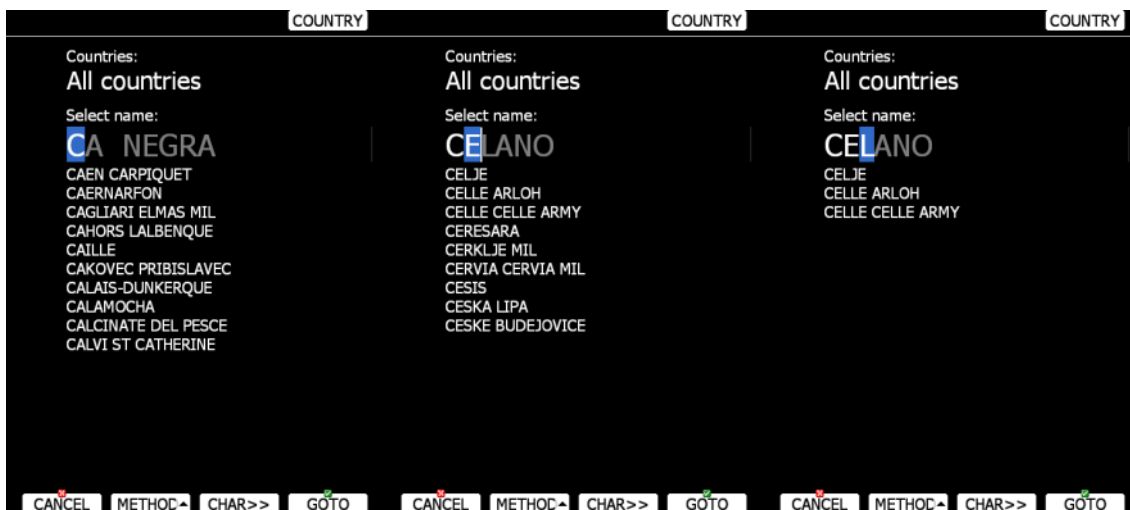 COUNTRY
Countries:
All countries
Select name:
CA NEGRA
CAEN CARPIQUET
CAERNARFON
CAGLIARI ELMAS MIL
CAHORS LALBENQUE
CAILLE
CAKOVEC PRIBISLAVEC
CALAIS-DUNKERQUE
CALAMOCHA
CALCINATE DEL PESCE
CALVI ST CATHERINE
CANCEL METHOD CHAR>> GOTO
COUNTRY
Countries:
All countries
Select name:
CELANO
CELJE
CELLE ARLOH
CELLE CELLE ARMY
CERESARA
CERKLJE MIL
CERVIA CERVIA MIL
CESIS
CESKA LIPA
CESKE BUDEJOVICE
CANCEL METHOD CHAR>> GOTO
COUNTRY
Countries:
All countries
Select name:
CELANO
CELJE
CELLE ARLOH
CELLE CELLE ARMY
CANCEL METHOD CHAR>> GOTO